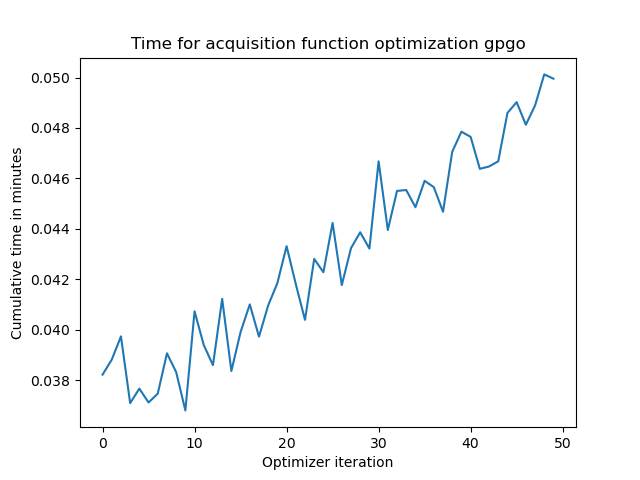 Time for acquisition function optimization gpgo
Cumulative time in minutes
0.050
0.048
0.046
0.044
0.042
0.040
0.038
0 10 20 30 40 50
Optimizer iteration